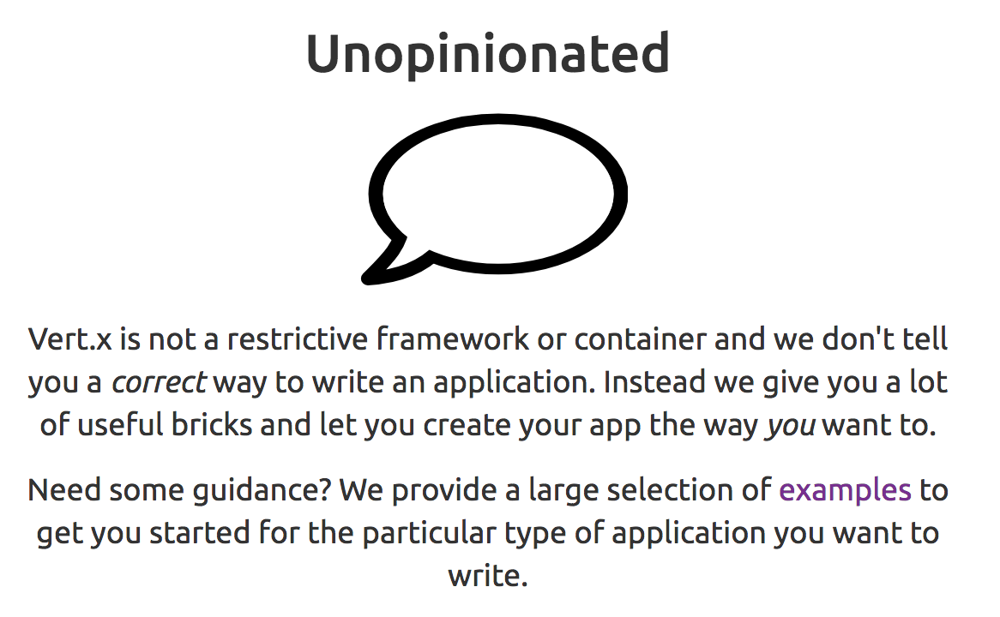 Unopinionated
Vert.x is not a restrictive framework or container and we don't tell
you a correct way to write an application. Instead we give you a lot
of useful bricks and let you create your app the way you want to.
Need some guidance? We provide a large selection of examples to
get you started for the particular type of application you want to
write.